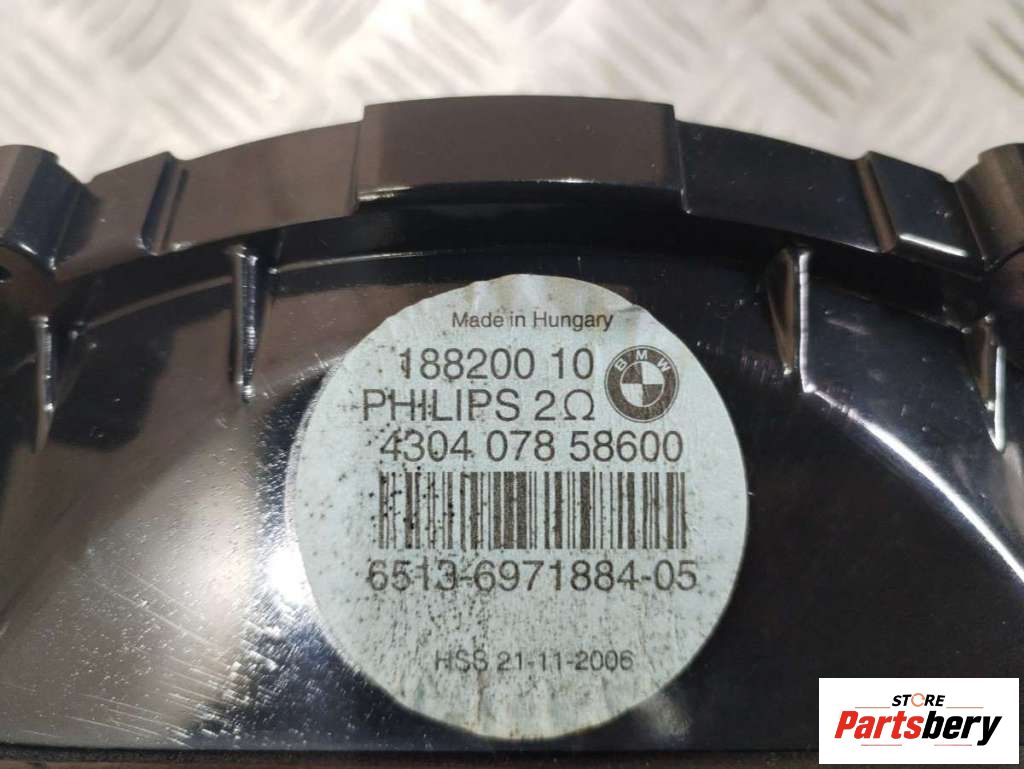 Made in Hungary
188200 10
BMW
PHILIPS 2Ω
4304 078 58600
6513-6971884-05
HSS 21-11-2006
STORE
Partsbery